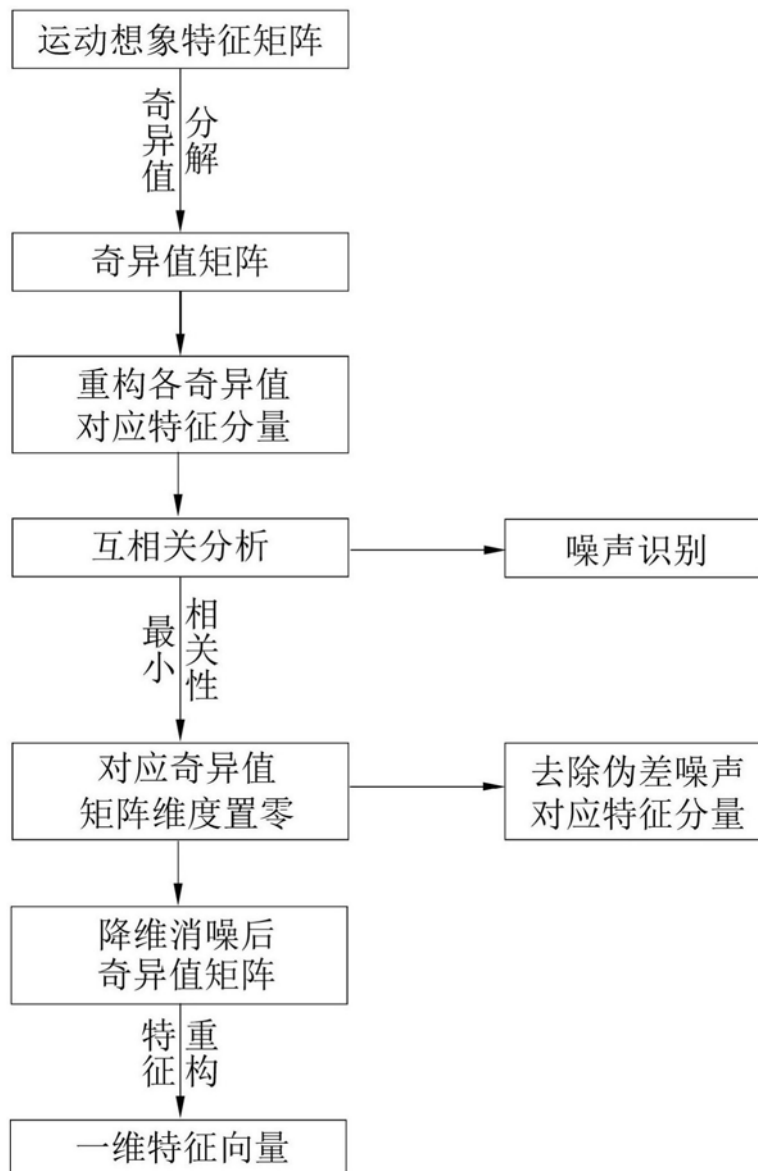 运动想象特征矩阵
奇异值
分解
奇异值矩阵
重构各奇异值
对应特征分量
互相关分析
噪声识别
最小
相关性
对应奇异值
矩阵维度置零
去除伪差噪声
对应特征分量
降维消噪后
奇异值矩阵
特征
重构
一维特征向量